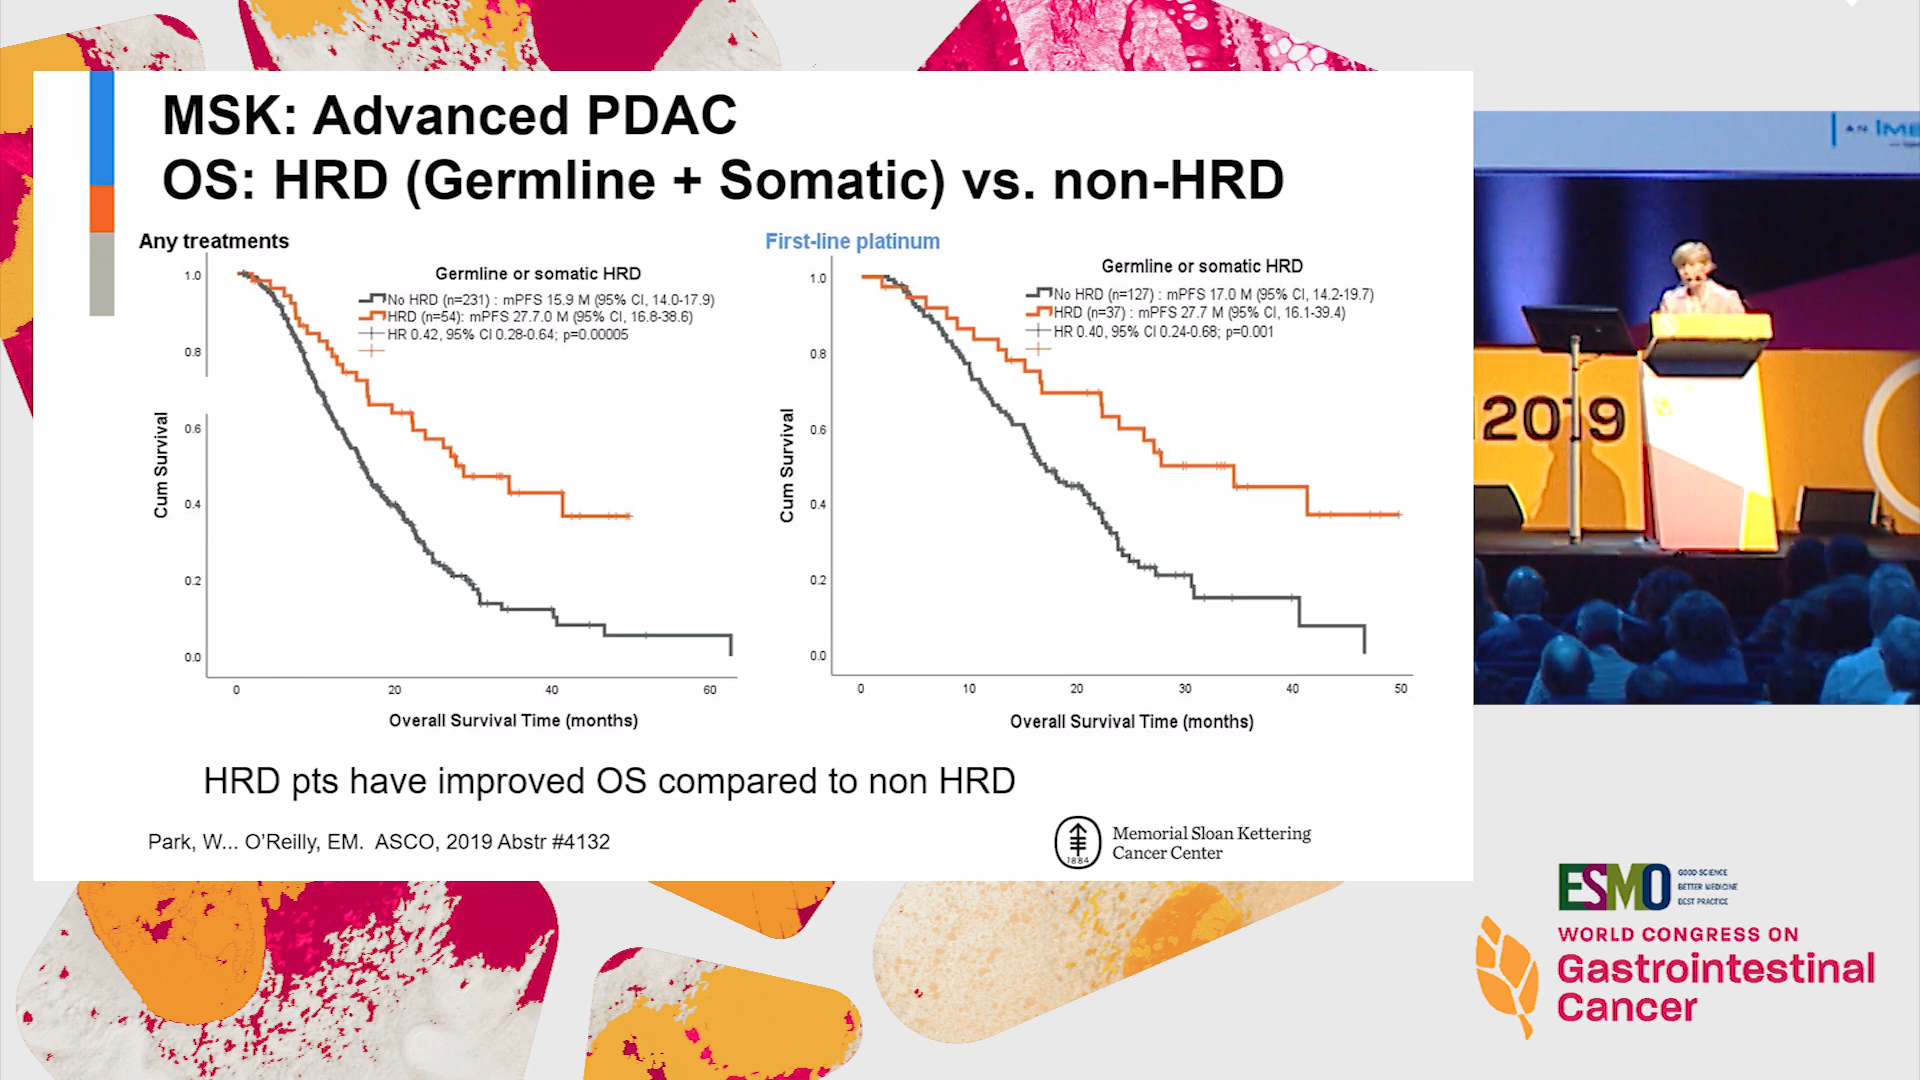 MSK: Advanced PDAC
OS: HRD (Germline + Somatic) vs. non-HRD
Any treatments
Germline or somatic HRD
No HRD (n=231) : mPFS 15.9 M (95% CI, 14.0-17.9)
HRD (n=54): mPFS 27.7.0 M (95% CI, 16.8-38.6)
HR 0.42, 95% CI 0.28-0.64; p=0.00005
1.0
0.8
0.6
0.4
0.2
0.0
Cum Survival
0 20 40 60
Overall Survival Time (months)
First-line platinum
Germline or somatic HRD
No HRD (n=127) : mPFS 17.0 M (95% CI, 14.2-19.7)
HRD (n=37) : mPFS 27.7 M (95% CI, 16.1-39.4)
HR 0.40, 95% CI 0.24-0.68; p=0.001
1.0
0.8
0.6
0.4
0.2
0.0
Cum Survival
0 10 20 30 40 50
Overall Survival Time (months)
HRD pts have improved OS compared to non HRD
Park, W... O'Reilly, EM. ASCO, 2019 Abstr #4132
1884
Memorial Sloan Kettering
Cancer Center
AN
2019
ESMO
GOOD SCIENCE
BETTER MEDICINE
BEST PRACTICE
WORLD CONGRESS ON
Gastrointestinal
Cancer